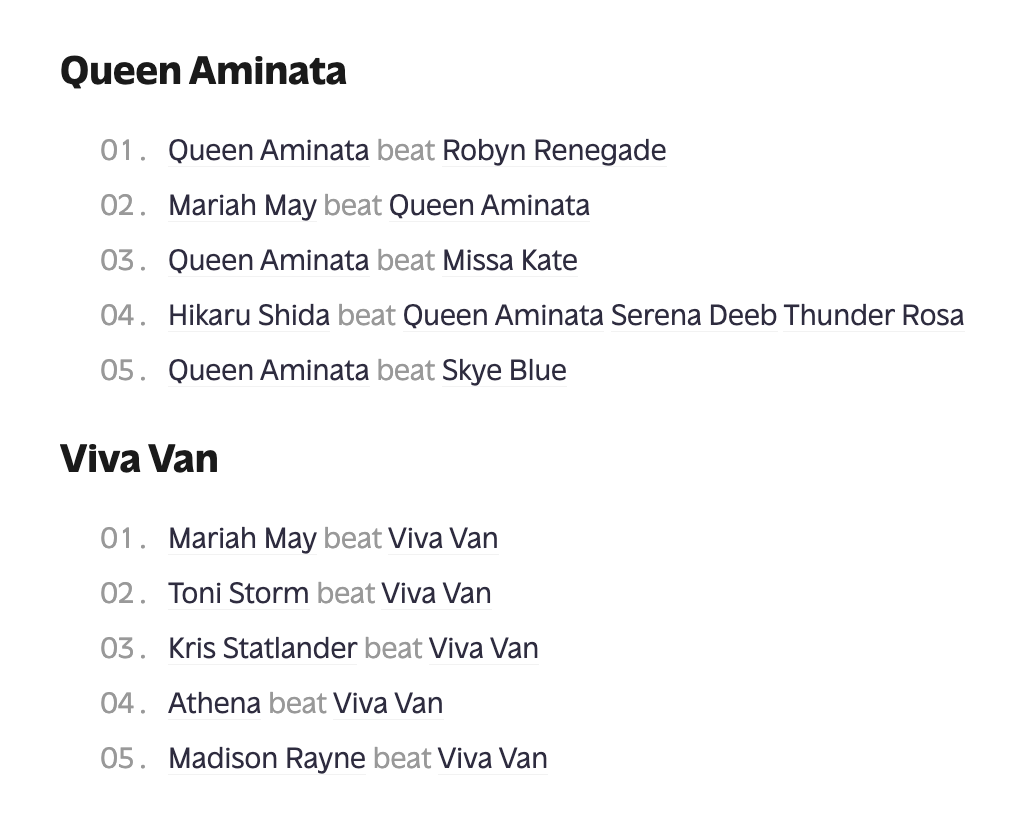 Queen Aminata
01. Queen Aminata beat Robyn Renegade
02. Mariah May beat Queen Aminata
03. Queen Aminata beat Missa Kate
04. Hikaru Shida beat Queen Aminata Serena Deeb Thunder Rosa
05. Queen Aminata beat Skye Blue
Viva Van
01. Mariah May beat Viva Van
02. Toni Storm beat Viva Van
03. Kris Statlander beat Viva Van
04. Athena beat Viva Van
05. Madison Rayne beat Viva Van